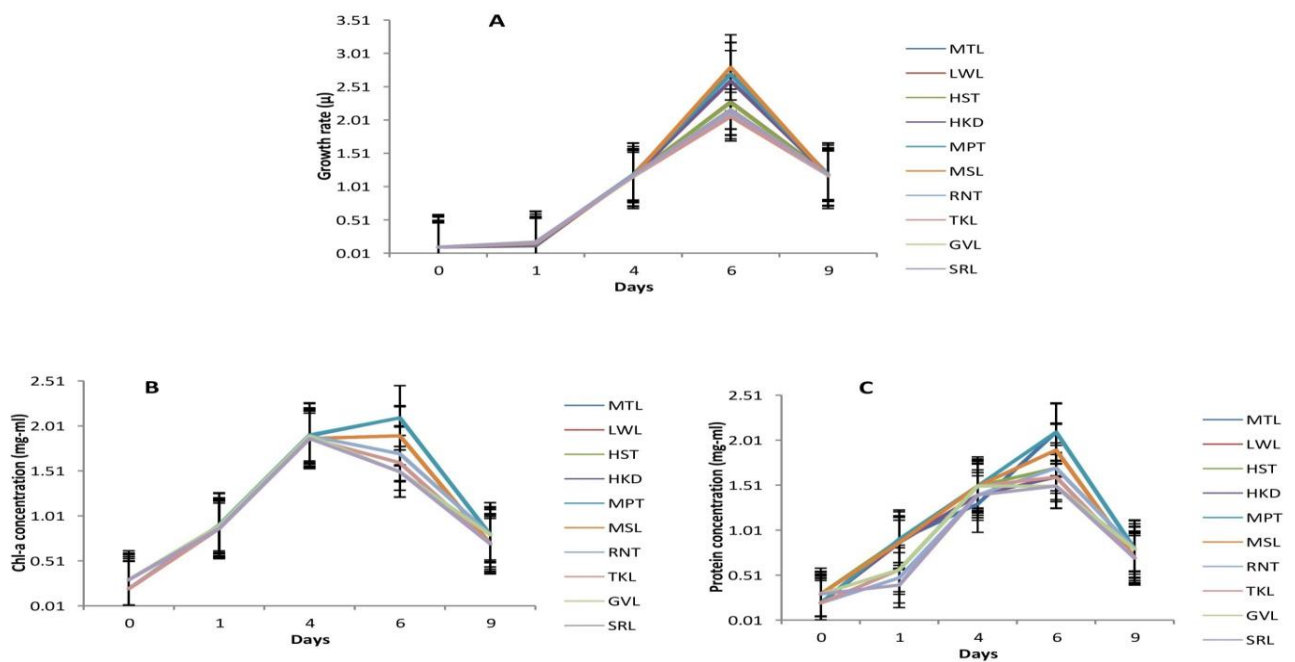 A
3.51
3.01
2.51
2.01
1.51
1.01
0.51
0.01
Growth rate (µ)
0 1 4 6 9
Days
MTL
LWL
HST
HKD
MPT
MSL
RNT
TKL
GVL
SRL
B
2.51
2.01
1.51
1.01
0.51
0.01
Chl-a concentration (mg-ml)
0 1 4 6 9
Days
MTL
LWL
HST
HKD
MPT
MSL
RNT
TKL
GVL
SRL
C
2.51
2.01
1.51
1.01
0.51
0.01
Protein concentration (mg-ml)
0 1 4 6 9
Days
MTL
LWL
HST
HKD
MPT
MSL
RNT
TKL
GVL
SRL